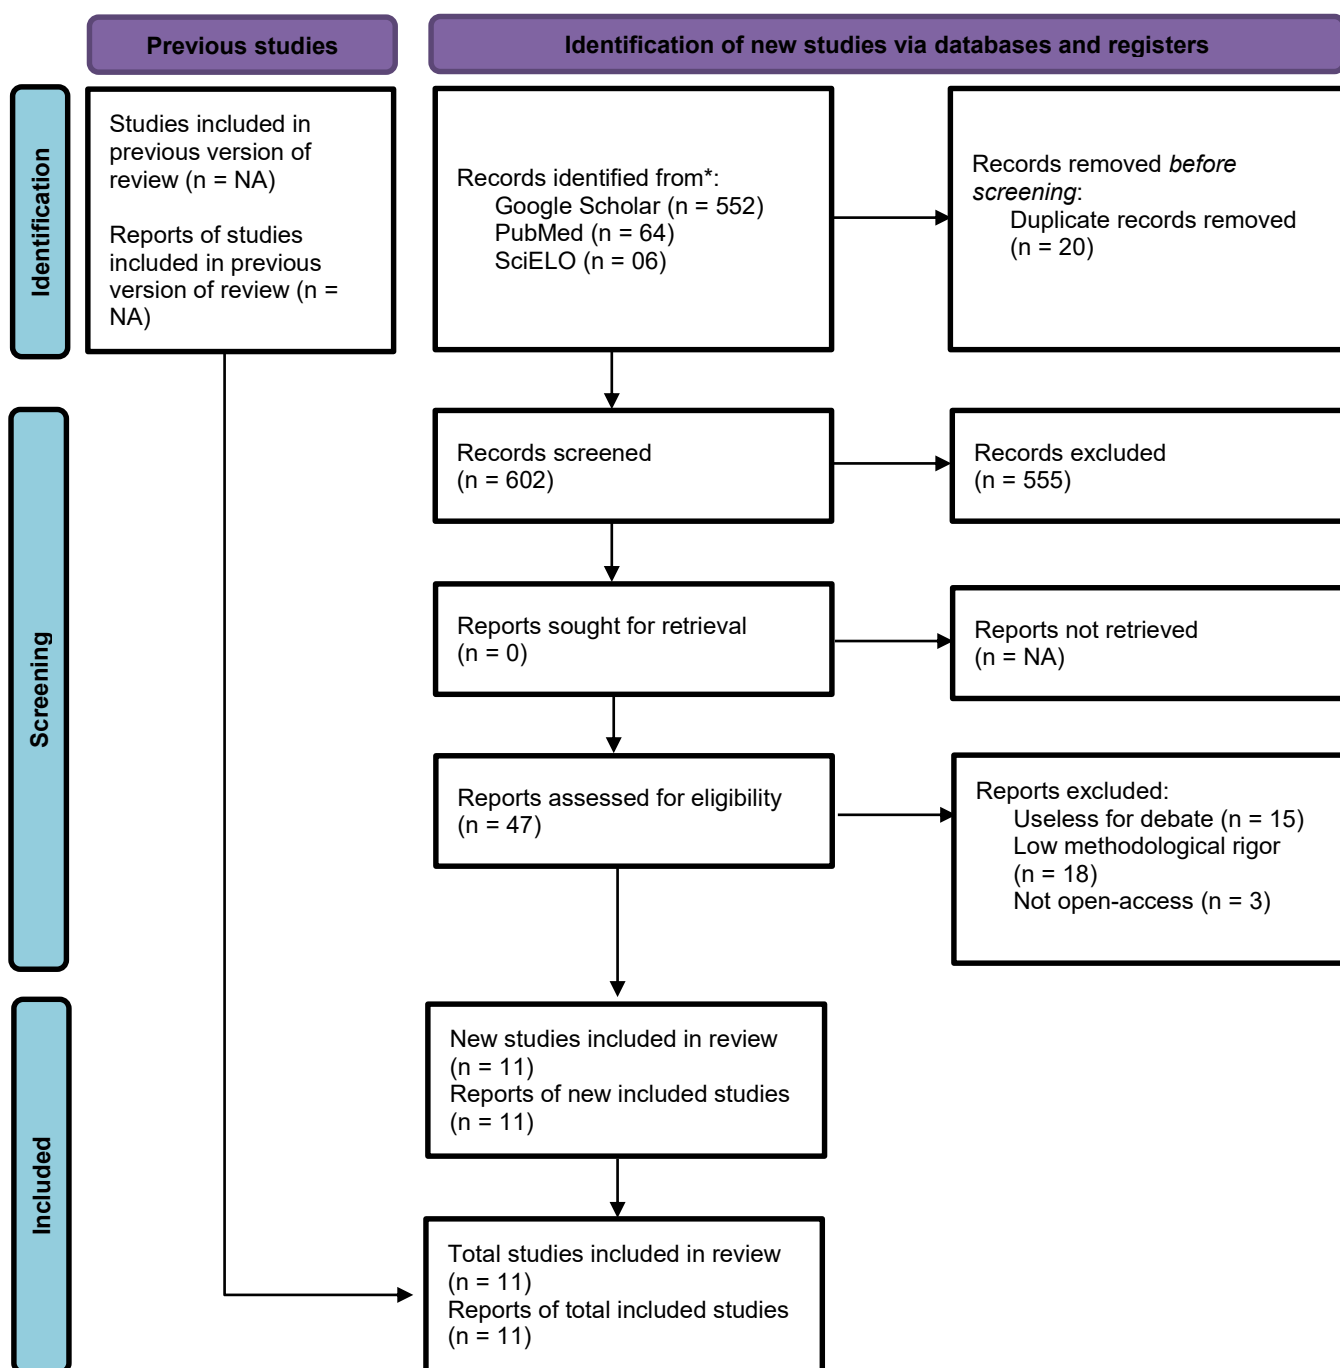 Previous studies
Identification of new studies via databases and registers
Identification
Studies included in
previous version of
review (n = NA)
Reports of studies
included in previous
version of review (n =
NA)
Records identified from*:
Google Scholar (n = 552)
PubMed (n = 64)
SciELO (n = 06)
Records removed before
screening:
Duplicate records removed
(n = 20)
Screening
Records screened
(n = 602)
Records excluded
(n = 555)
Reports sought for retrieval
(n = 0)
Reports not retrieved
(n = NA)
Reports assessed for eligibility
(n = 47)
Reports excluded:
Useless for debate (n = 15)
Low methodological rigor
(n = 18)
Not open-access (n = 3)
Included
New studies included in review
(n = 11)
Reports of new included studies
(n = 11)
Total studies included in review
(n = 11)
Reports of total included studies
(n = 11)